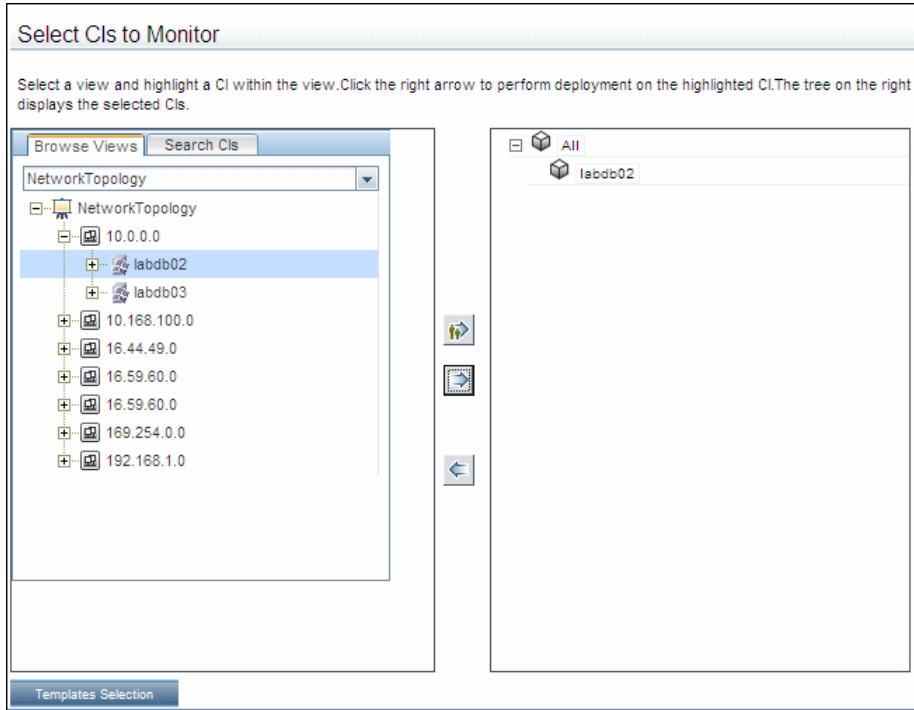 Select CIs to Monitor
Select a view and highlight a CI within the view.Click the right arrow to perform deployment on the highlighted CI.The tree on the right
displays the selected CIs.
Browse Views
Search CIs
NetworkTopology
NetworkTopology
10.0.0.0
labdb02
labdb03
10.168.100.0
16.44.49.0
16.59.60.0
16.59.60.0
169.254.0.0
192.168.1.0
All
labdb02
Templates Selection